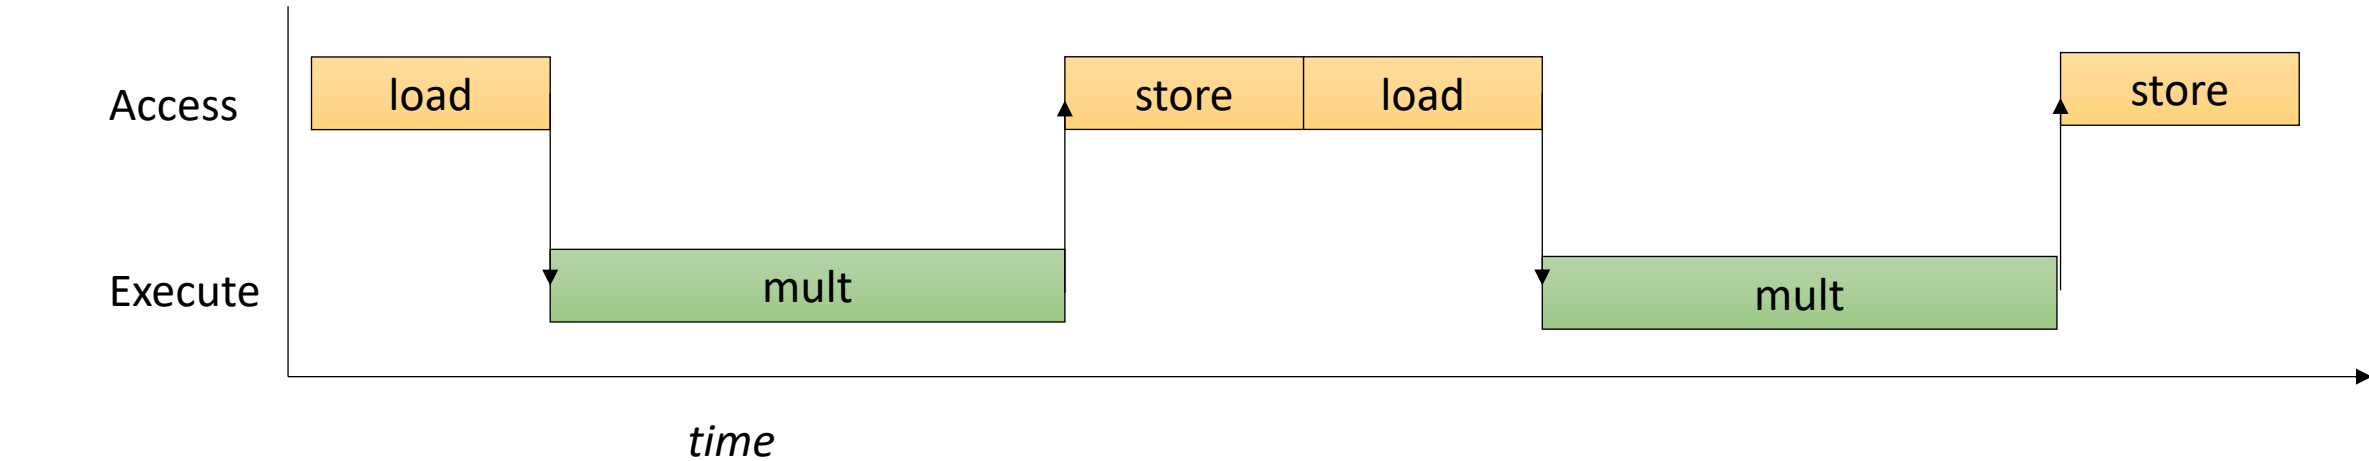 Access
load
store
load
store
Execute
mult
mult
time